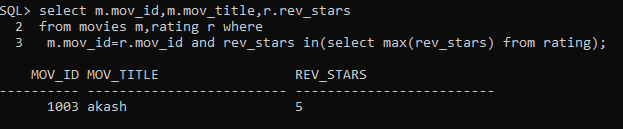 SQL> select m.mov_id,m.mov_title,r.rev_stars
2 from movies m,rating r where
3 m.mov_id=r.mov_id and rev_stars in(select max(rev_stars) from rating);
MOV_ID MOV_TITLE REV_STARS
---------- ------------------------- -------------------------
1003 akash 5